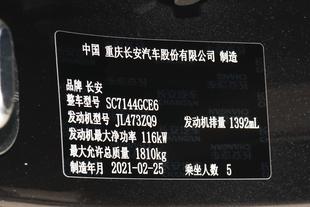 中国 重庆长安汽车股份有限公司 制造
品牌 长安
整车型号 SC7144GCE6
发动机型号 JL473ZQ9 发动机排量 1392mL
发动机最大净功率 116kW
最大允许总质量 1810kg
制造年月 2021-02-25 乘坐人数 5